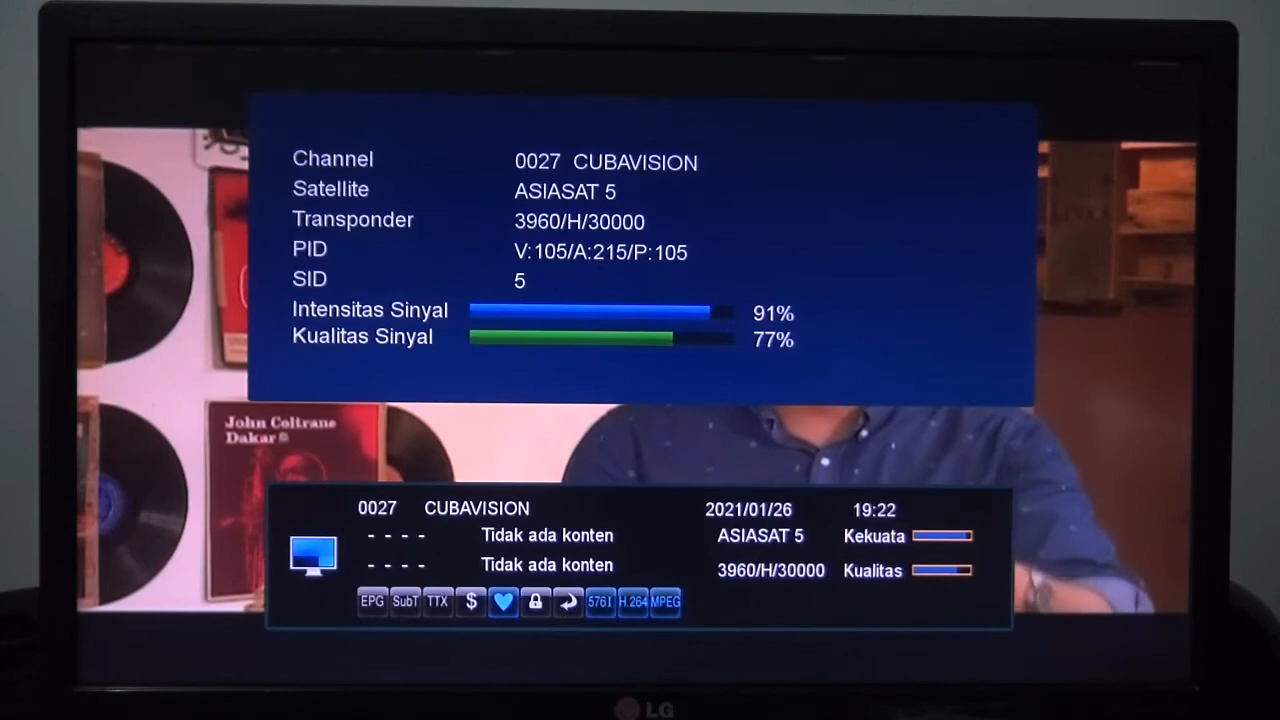 Channel 0027 CUBAVISION
Satellite ASIASAT 5
Transponder 3960/H/30000
PID V:105/A:215/P:105
SID 5
Intensitas Sinyal 91%
Kualitas Sinyal 77%
John Coltrane
Dakar
0027 CUBAVISION 2021/01/26 19:22
- - - - Tidak ada konten ASIASAT 5 Kekuata
- - - - Tidak ada konten 3960/H/30000 Kualitas
EPG SubT TTX $ 576I H.264 MPEG
LG